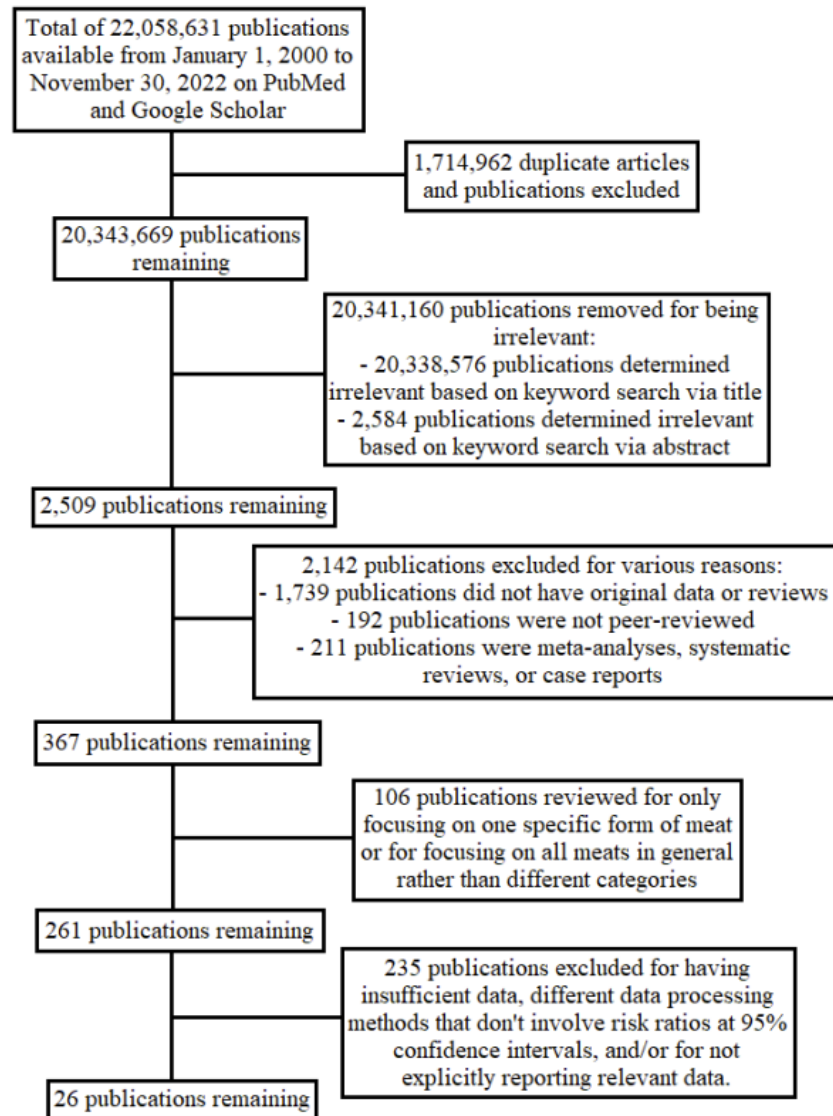 Total of 22,058,631 publications
available from January 1, 2000 to
November 30, 2022 on PubMed
and Google Scholar
1,714,962 duplicate articles
and publications excluded
20,343,669 publications
remaining
20,341,160 publications removed for being
irrelevant:
- 20,338,576 publications determined
irrelevant based on keyword search via title
- 2,584 publications determined irrelevant
based on keyword search via abstract
2,509 publications remaining
2,142 publications excluded for various reasons:
- 1,739 publications did not have original data or reviews
- 192 publications were not peer-reviewed
- 211 publications were meta-analyses, systematic
reviews, or case reports
367 publications remaining
106 publications reviewed for only
focusing on one specific form of meat
or for focusing on all meats in general
rather than different categories
261 publications remaining
235 publications excluded for having
insufficient data, different data processing
methods that don't involve risk ratios at 95%
confidence intervals, and/or for not
explicitly reporting relevant data.
26 publications remaining